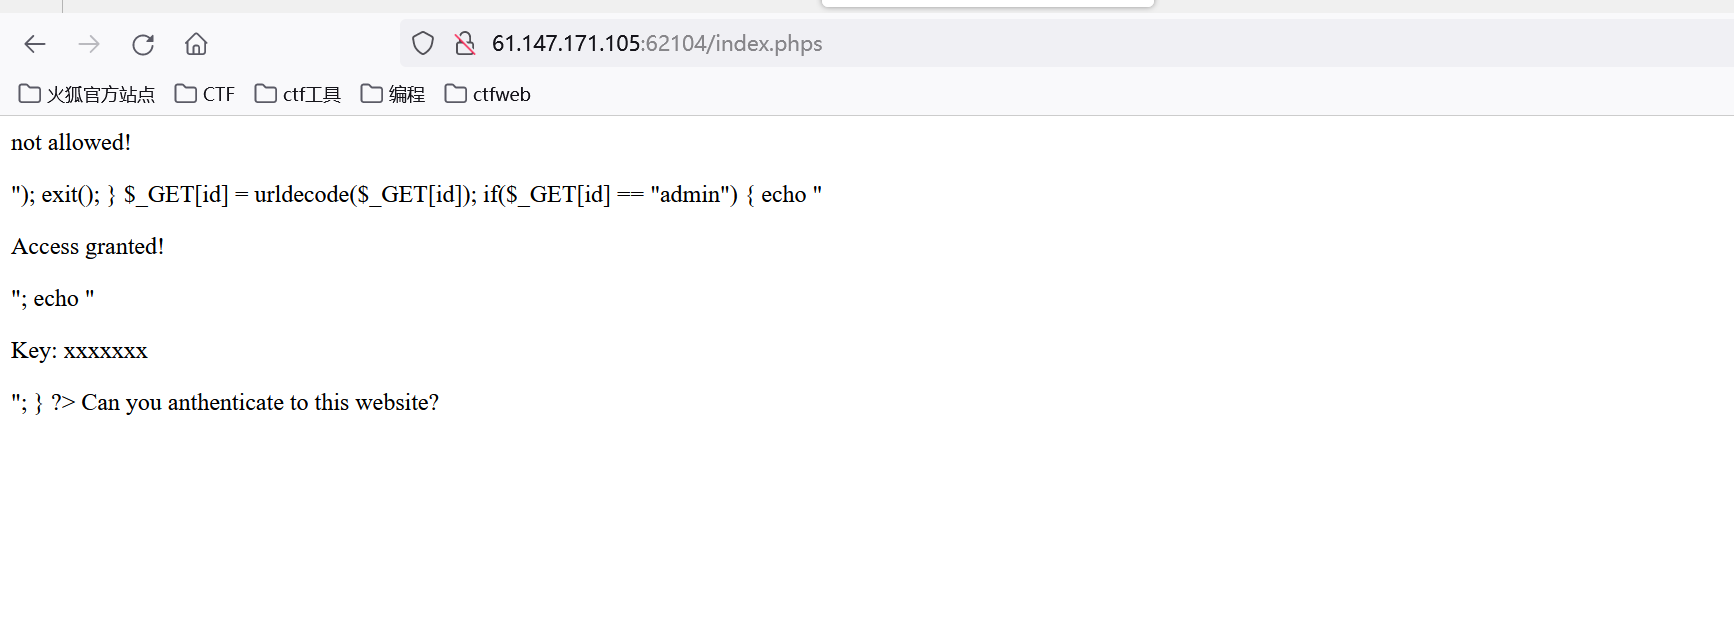 61.147.171.105:62104/index.phps
火狐官方站点 CTF ctf工具 编程 ctfweb
not allowed!
"); exit(); } $_GET[id] = urldecode($_GET[id]); if($_GET[id] == "admin") { echo "
Access granted!
"; echo "
Key: xxxxxxx
"; } ?> Can you anthenticate to this website?